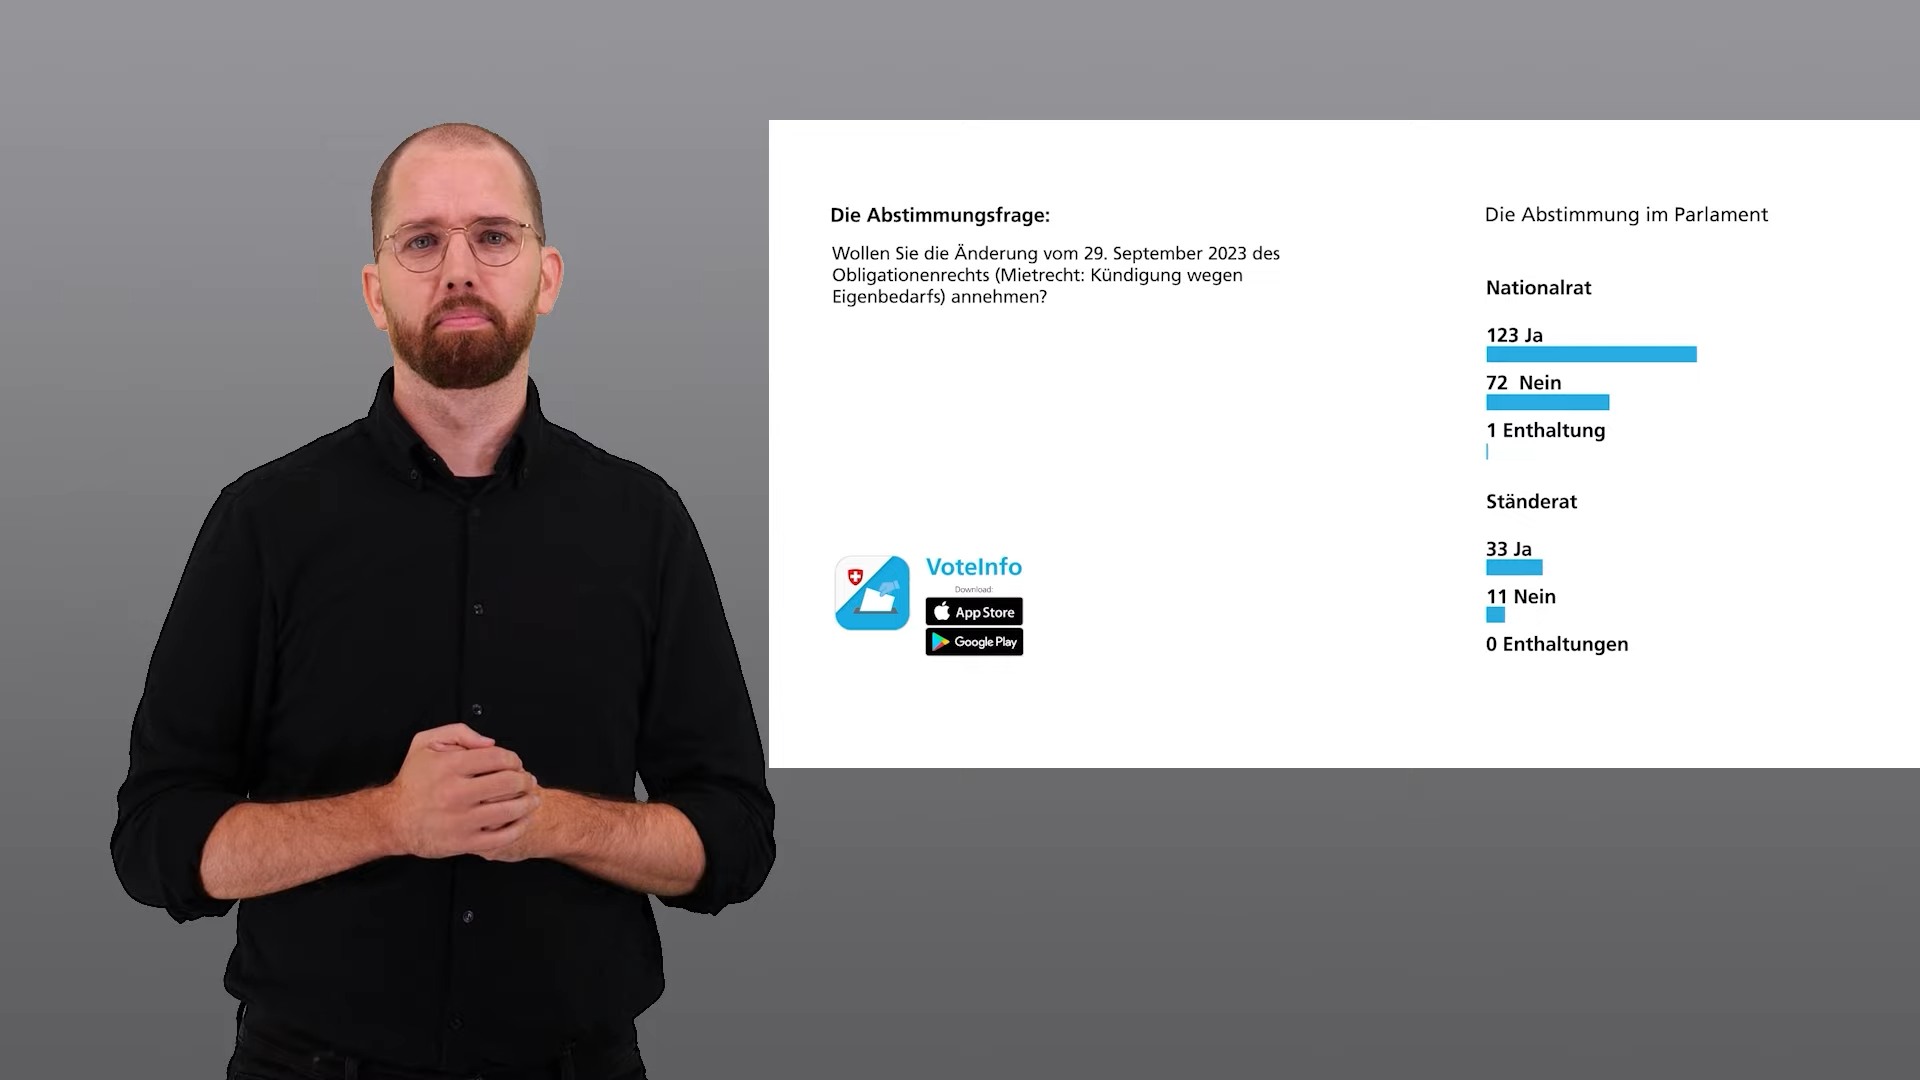 Die Abstimmungsfrage:
Wollen Sie die Änderung vom 29. September 2023 des
Obligationenrechts (Mietrecht: Kündigung wegen
Eigenbedarfs) annehmen?
VoteInfo
Download:
App Store
Google Play
Die Abstimmung im Parlament
Nationalrat
123 Ja
72 Nein
1 Enthaltung
Ständerat
33 Ja
11 Nein
0 Enthaltungen